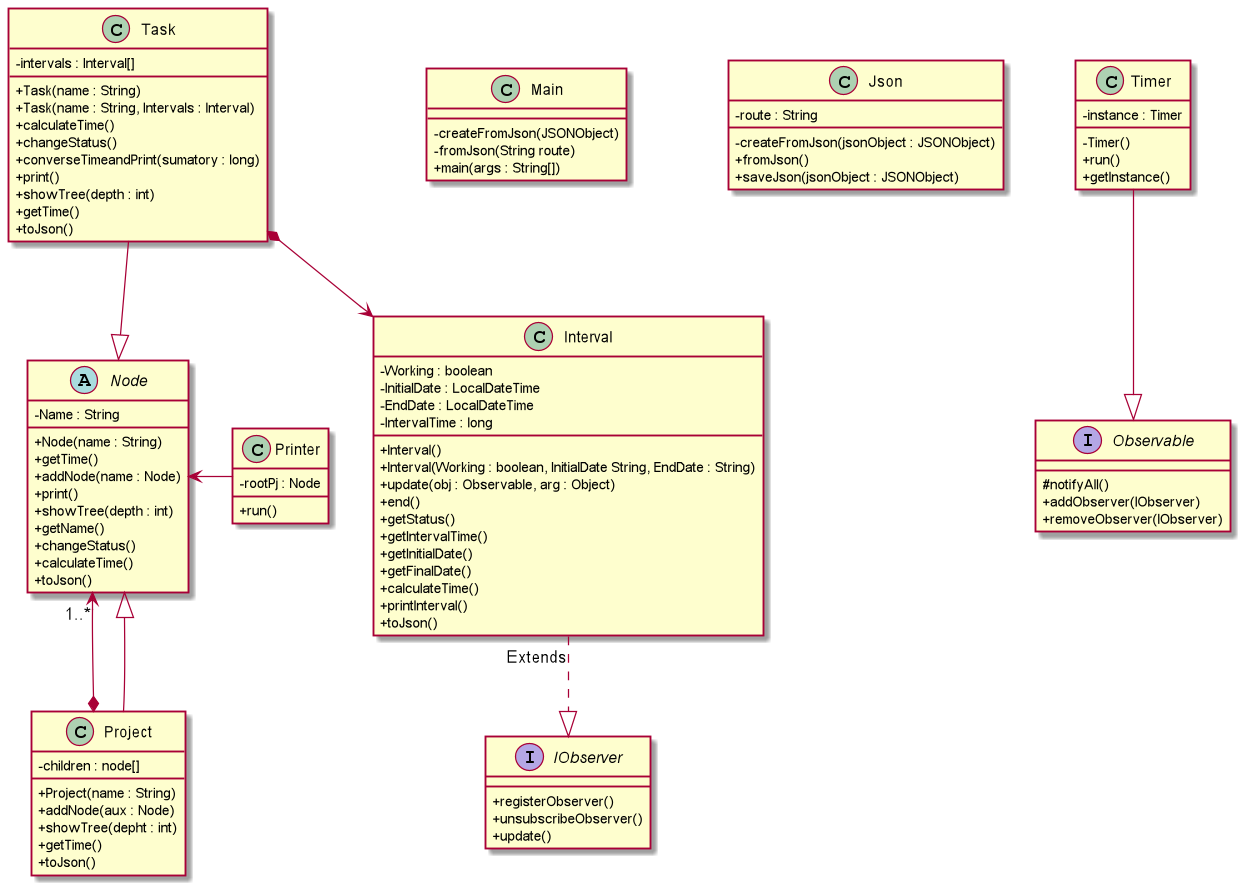 C Task
-intervals : Interval[]
+Task(name : String)
+Task(name : String, Intervals : Interval)
+calculateTime()
+changeStatus()
+converseTimeandPrint(sumatory : long)
+print()
+showTree(depth : int)
+getTime()
+toJson()
C Main
-createFromJson(JSONObject)
-fromJson(String route)
+main(args : String[])
C Json
-route : String
-createFromJson(jsonObject : JSONObject)
+fromJson()
+saveJson(jsonObject : JSONObject)
C Timer
-instance : Timer
-Timer()
+run()
+getInstance()
A Node
-Name : String
+Node(name : String)
+getTime()
+addNode(name : Node)
+print()
+showTree(depth : int)
+getName()
+changeStatus()
+calculateTime()
+toJson()
C Printer
-rootPj : Node
+run()
C Interval
-Working : boolean
-InitialDate : LocalDateTime
-EndDate : LocalDateTime
-IntervalTime : long
+Interval()
+Interval(Working : boolean, InitialDate String, EndDate : String)
+update(obj : Observable, arg : Object)
+end()
+getStatus()
+getIntervalTime()
+getInitialDate()
+getFinalDate()
+calculateTime()
+printInterval()
+toJson()
I Observable
#notifyAll()
+addObserver(IObserver)
+removeObserver(IObserver)
1..*
Extends
C Project
-children : node[]
+Project(name : String)
+addNode(aux : Node)
+showTree(depht : int)
+getTime()
+toJson()
I IObserver
+registerObserver()
+unsubscribeObserver()
+update()